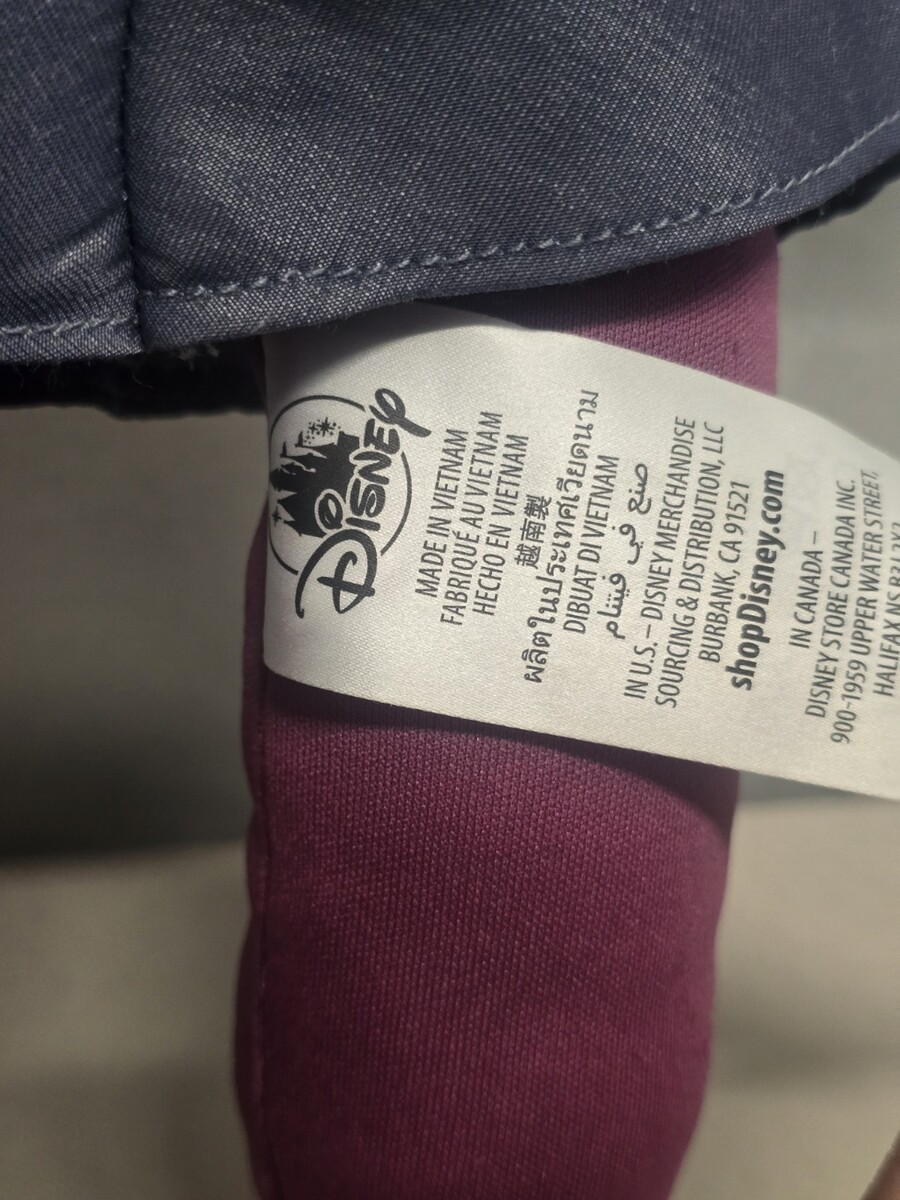 Disney
MADE IN VIETNAM
FABRIQUÉ AU VIETNAM
HECHO EN VIETNAM
越南製
ผลิตในประเทศเวียดนาม
DIBUAT DI VIETNAM
صنع في فيتنام
IN U.S. – DISNEY MERCHANDISE
SOURCING & DISTRIBUTION, LLC
BURBANK, CA 91521
shopDisney.com
IN CANADA –
DISNEY STORE CANADA INC.
900-1959 UPPER WATER STREET,
HALIFAX NS